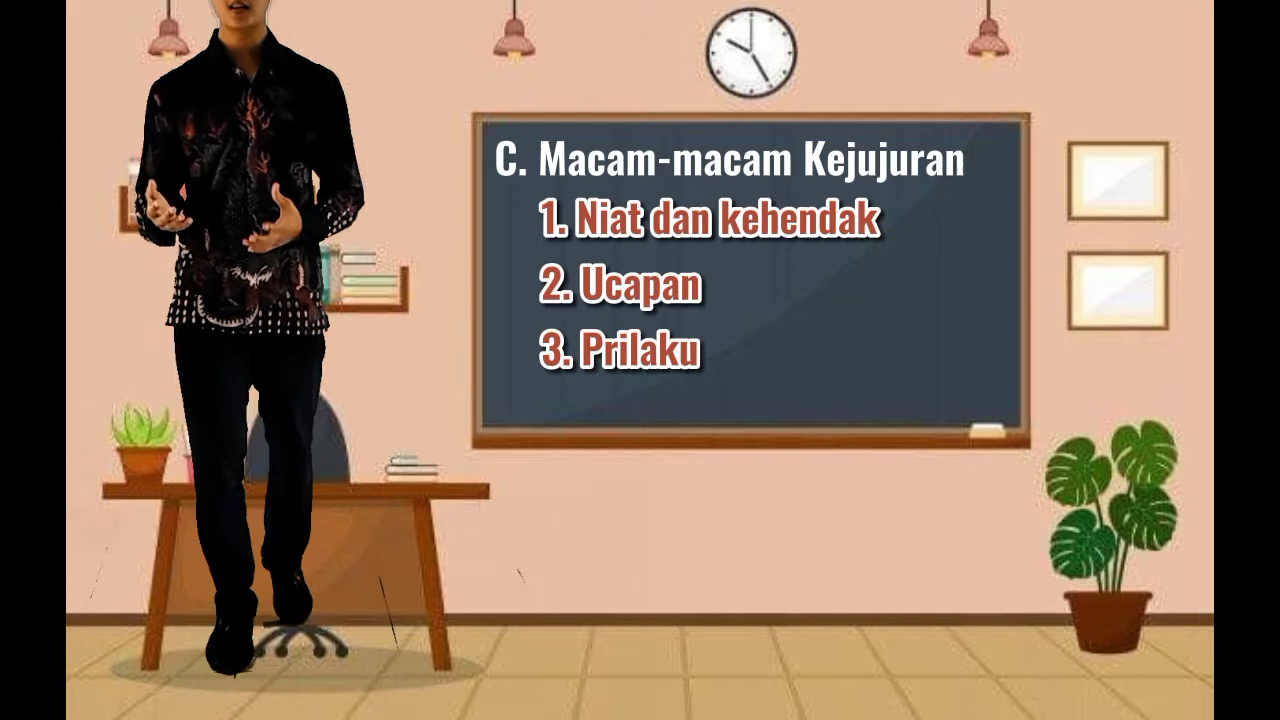 C. Macam-macam Kejujuran
1. Niat dan kehendak
2. Ucapan
3. Prilaku